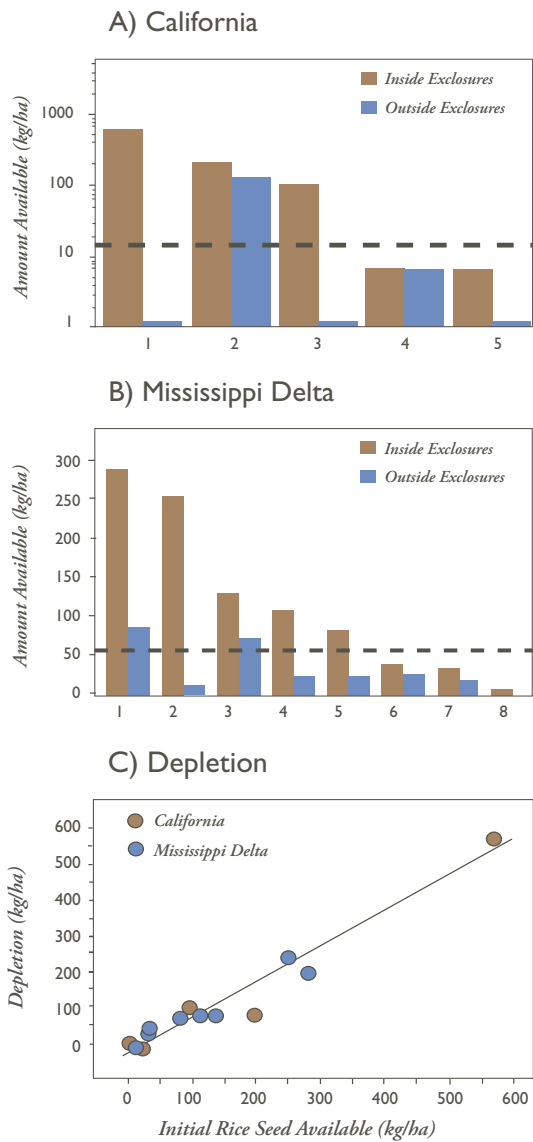 A) California
Inside Exclosures
Outside Exclosures
Amount Available (kg/ha)
1000
100
10
1
1 2 3 4 5
B) Mississippi Delta
Inside Exclosures
Outside Exclosures
Amount Available (kg/ha)
300
250
200
150
100
50
0
1 2 3 4 5 6 7 8
C) Depletion
California
Mississippi Delta
Depletion (kg/ha)
600
500
400
300
200
100
0
0 100 200 300 400 500 600
Initial Rice Seed Available (kg/ha)